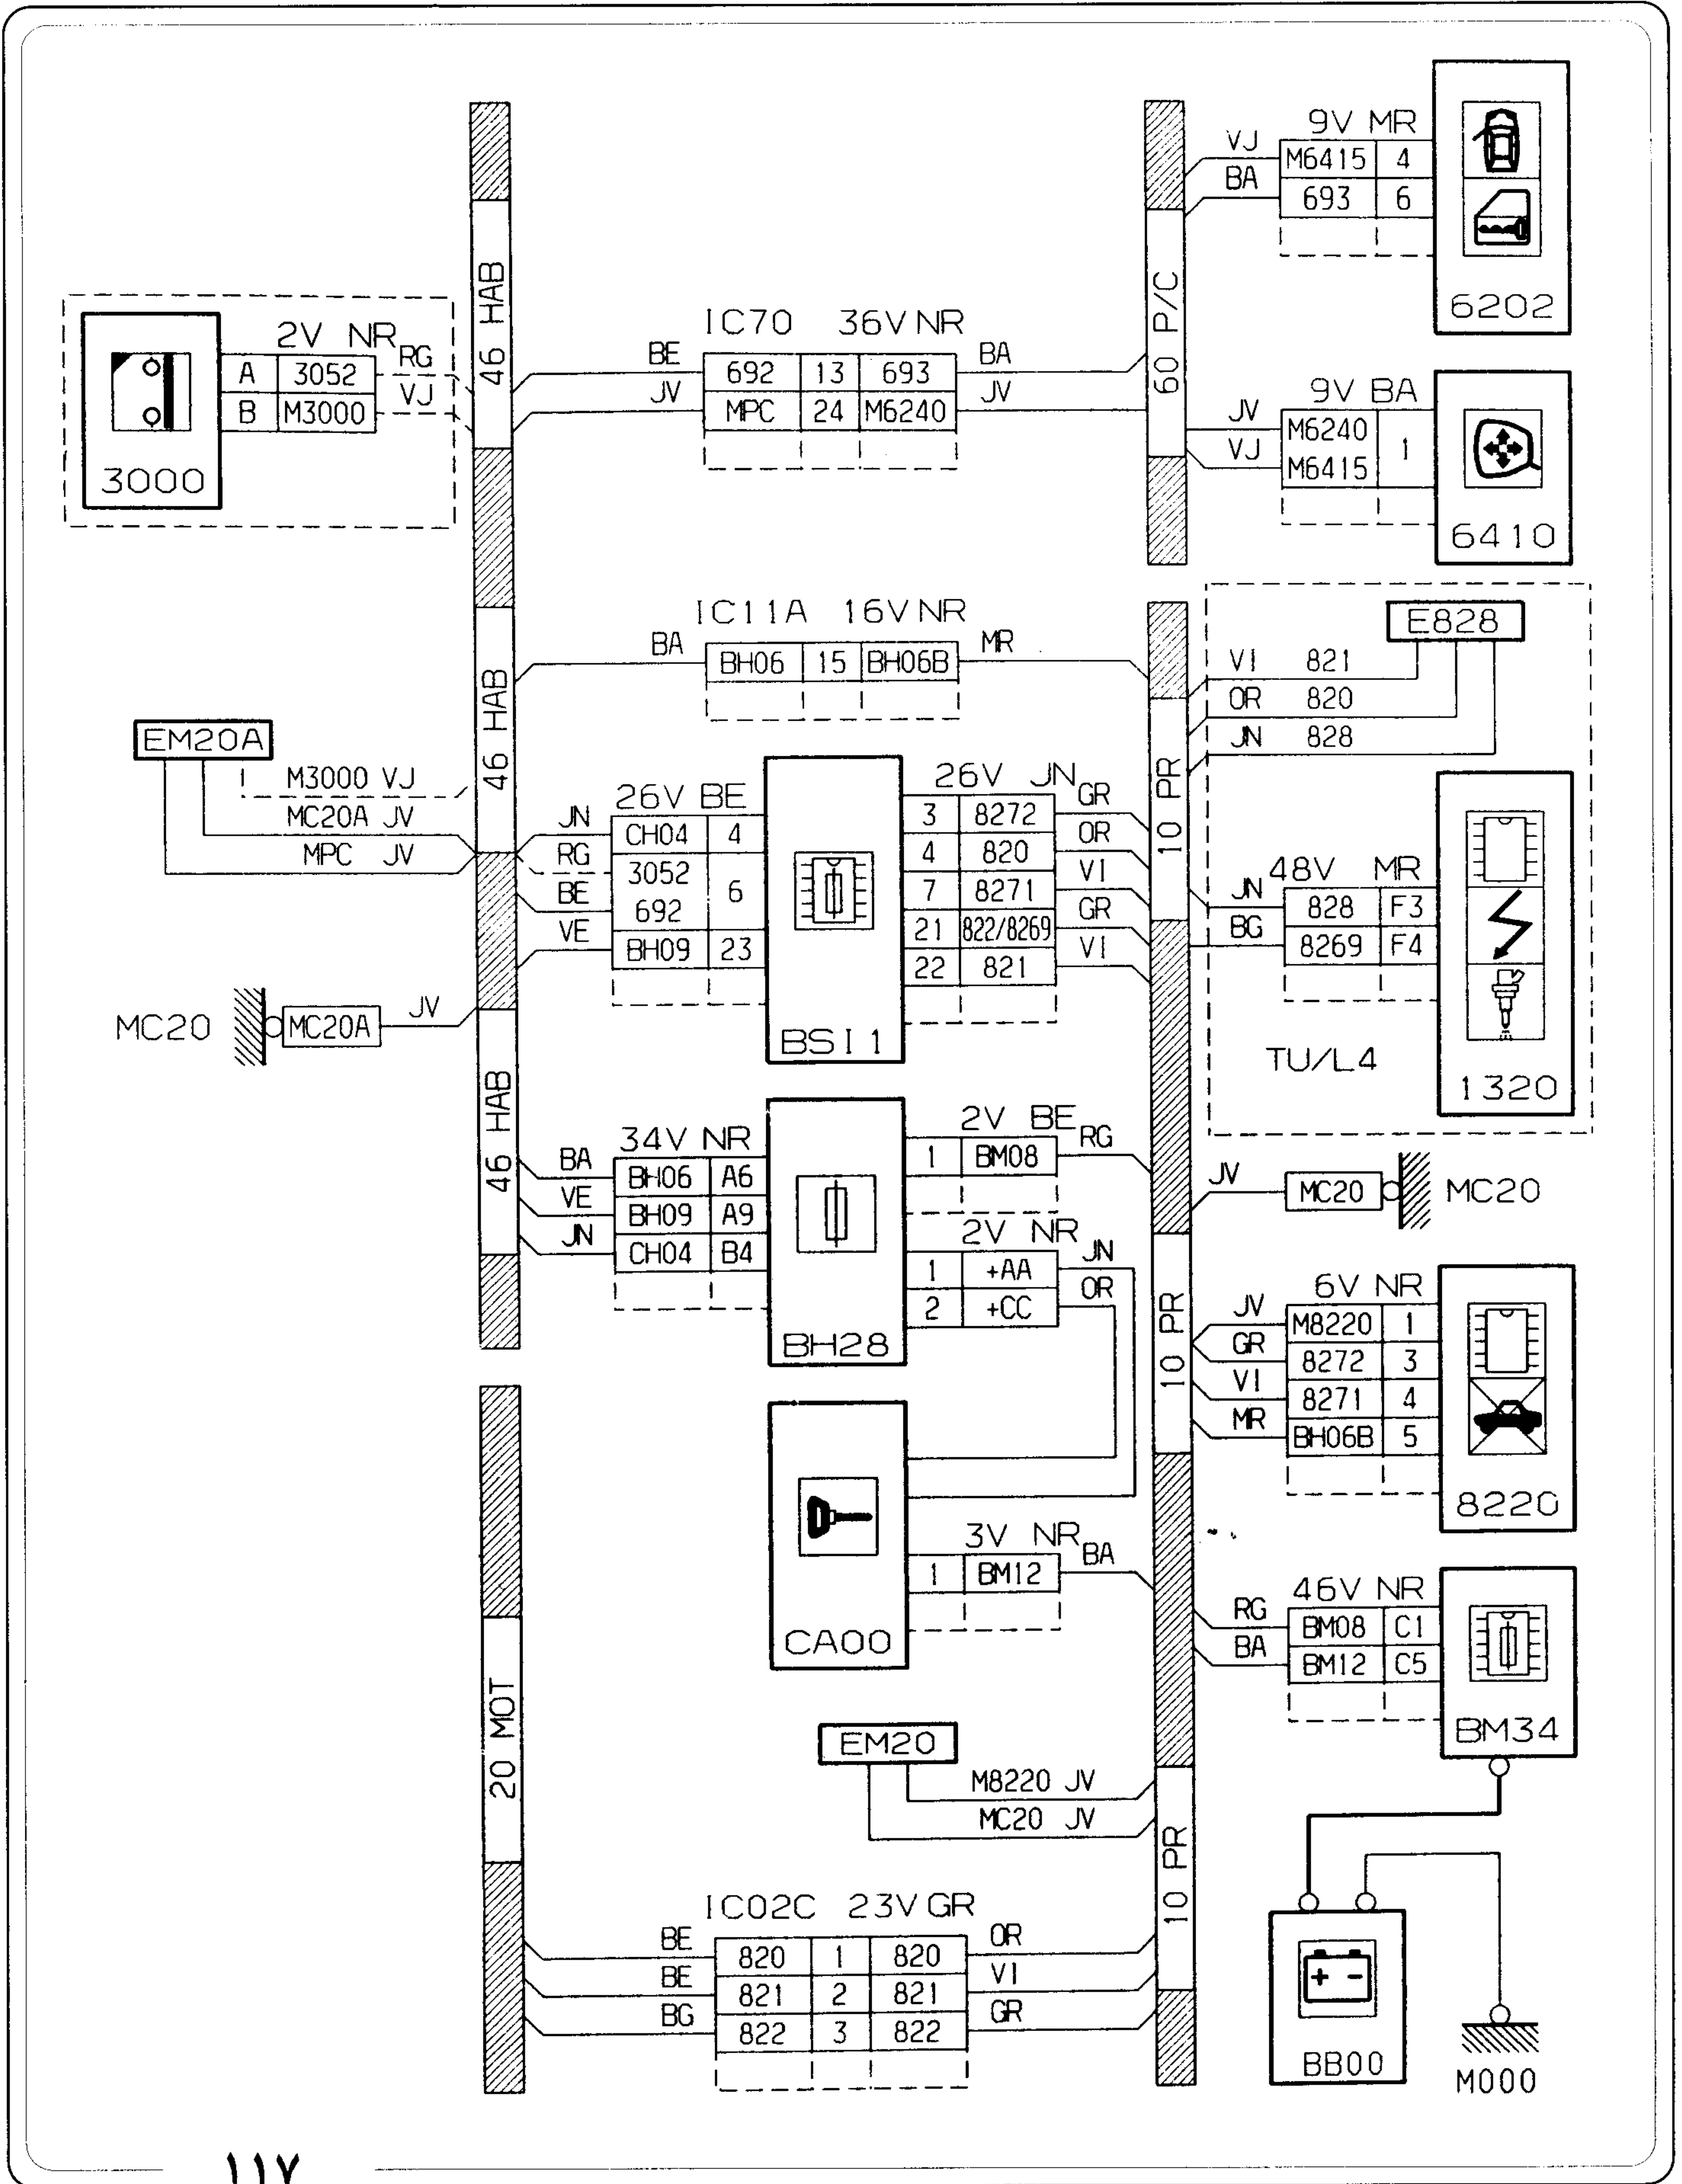 9V MR
VJ M6415 4
BA 693 6
6202
46 HAB
60 P/C
2V NR
A 3052 RG
B M3000 VJ
3000
IC70 36V NR
BE 692 13 693 BA
JV MPC 24 M6240 JV
9V BA
JV M6240 1
VJ M6415
6410
IC11A 16V NR
BA BH06 15 BH06B MR
E828
VI 821
OR 820
JN 828
46 HAB
10 PR
EM20A
M3000 VJ
MC20A JV
MPC JV
26V BE
JN CH04 4
RG 3052 6
BE 692
VE BH09 23
26V JN
3 8272 GR
4 820 OR
7 8271 VI
21 822/8269 GR
22 821 VI
BSI1
48V MR
JN 828 F3
BG 8269 F4
TU/L4
1320
MC20 MC20A JV
46 HAB
34V NR
BA BH06 A6
VE BH09 A9
JN CH04 B4
2V BE
1 BM08 RG
2V NR
1 +AA JN
2 +CC OR
BH28
JV MC20 MC20
10 PR
6V NR
JV M8220 1
GR 8272 3
VI 8271 4
MR BH06B 5
8220
3V NR
1 BM12 BA
CA00
46V NR
RG BM08 C1
BA BM12 C5
BM34
20 MOT
EM20
M8220 JV
MC20 JV
10 PR
IC02C 23V GR
BE 820 1 820 OR
BE 821 2 821 VI
BG 822 3 822 GR
+ -
BB00
M000
١١٧